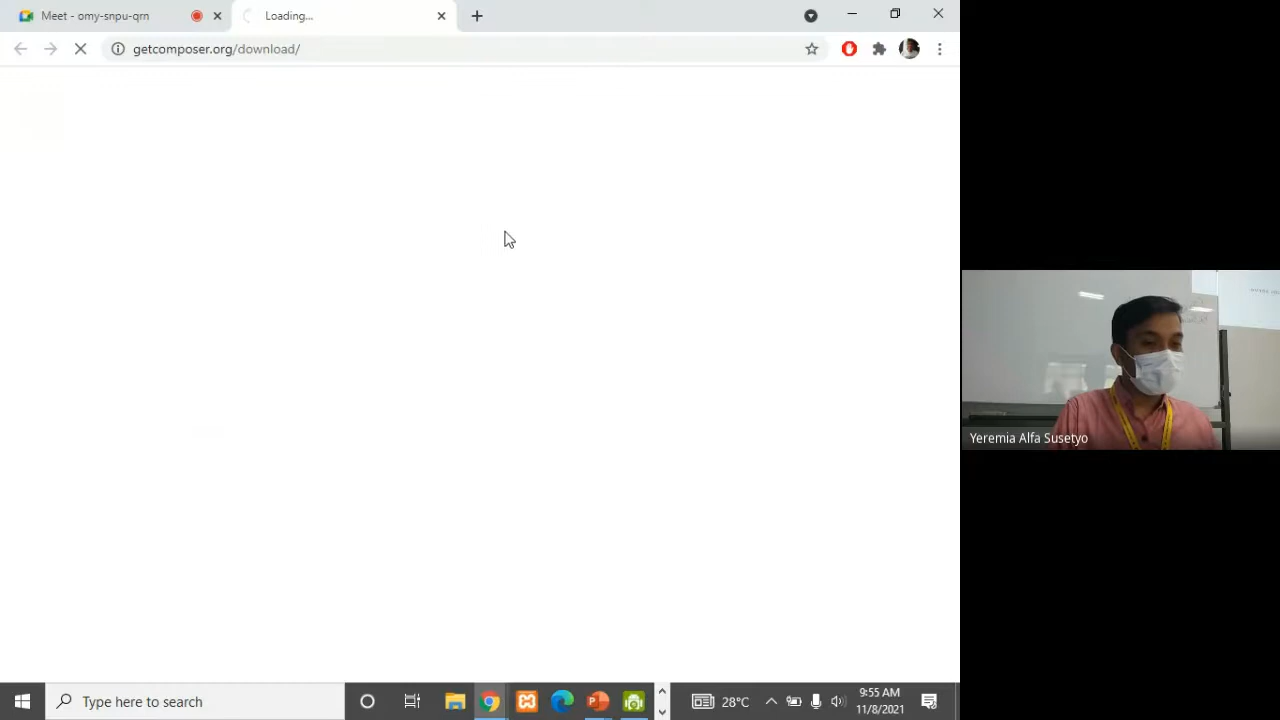 Meet - omy-snpu-qrn
Loading...
getcomposer.org/download/
Yeremia Alfa Susetyo
Type here to search
28°C
9:55 AM
11/8/2021